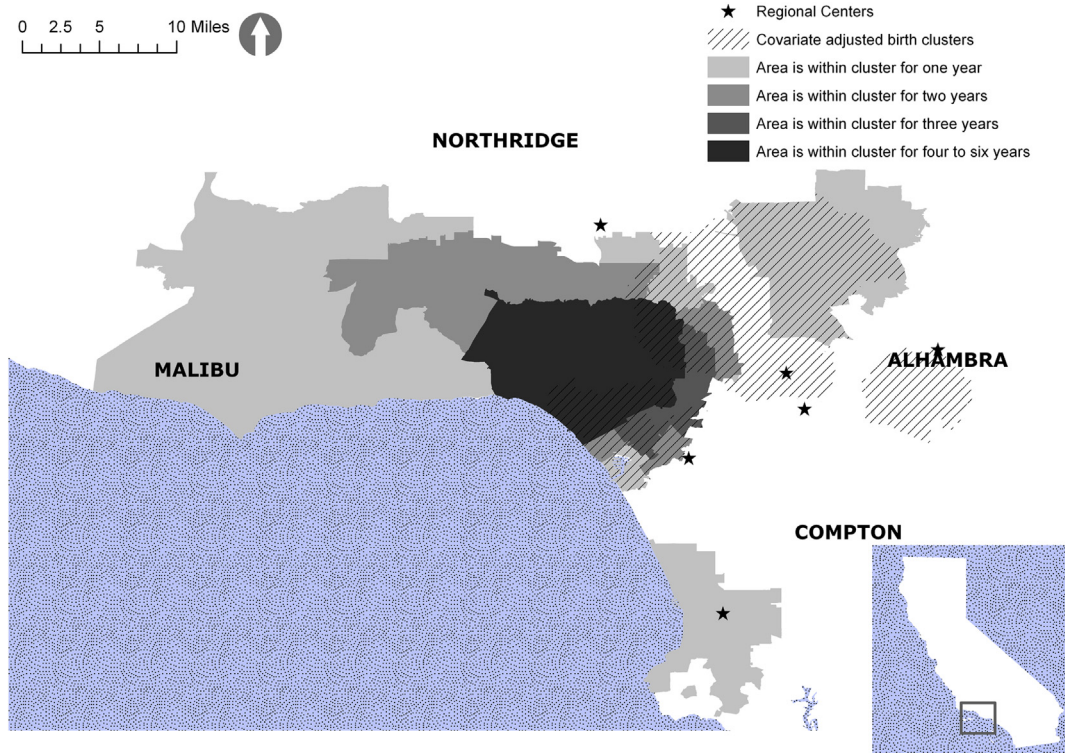 0 2.5 5 10 Miles
Regional Centers
Covariate adjusted birth clusters
Area is within cluster for one year
Area is within cluster for two years
Area is within cluster for three years
Area is within cluster for four to six years
NORTHRIDGE
MALIBU
ALHAMBRA
COMPTON